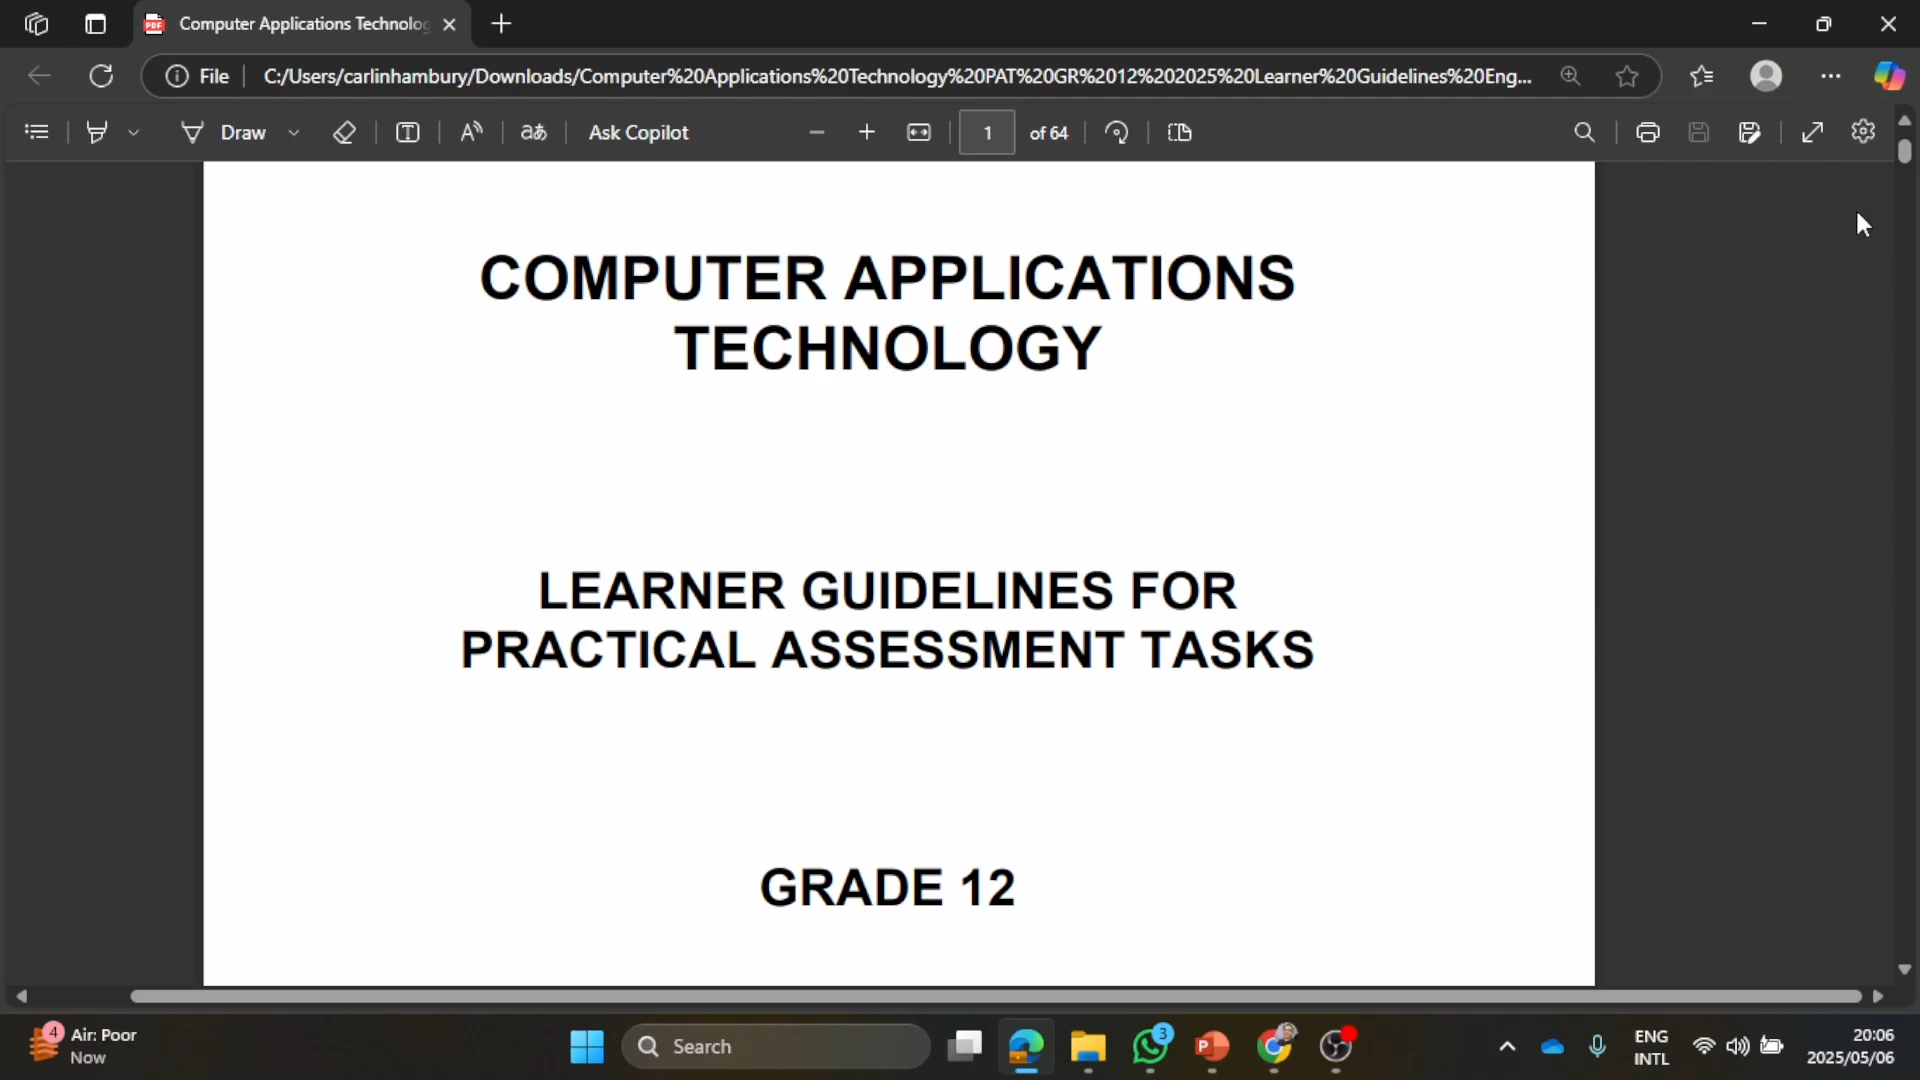 Computer Applications Technolog
File
C:/Users/carlinhambury/Downloads/Computer%20Applications%20Technology%20PAT%20GR%2012%202025%20Learner%20Guidelines%20Eng...
Draw
Ask Copilot
1
of 64
COMPUTER APPLICATIONS
TECHNOLOGY
LEARNER GUIDELINES FOR
PRACTICAL ASSESSMENT TASKS
GRADE 12
4
Air: Poor
Now
Search
3
ENG
INTL
20:06
2025/05/06